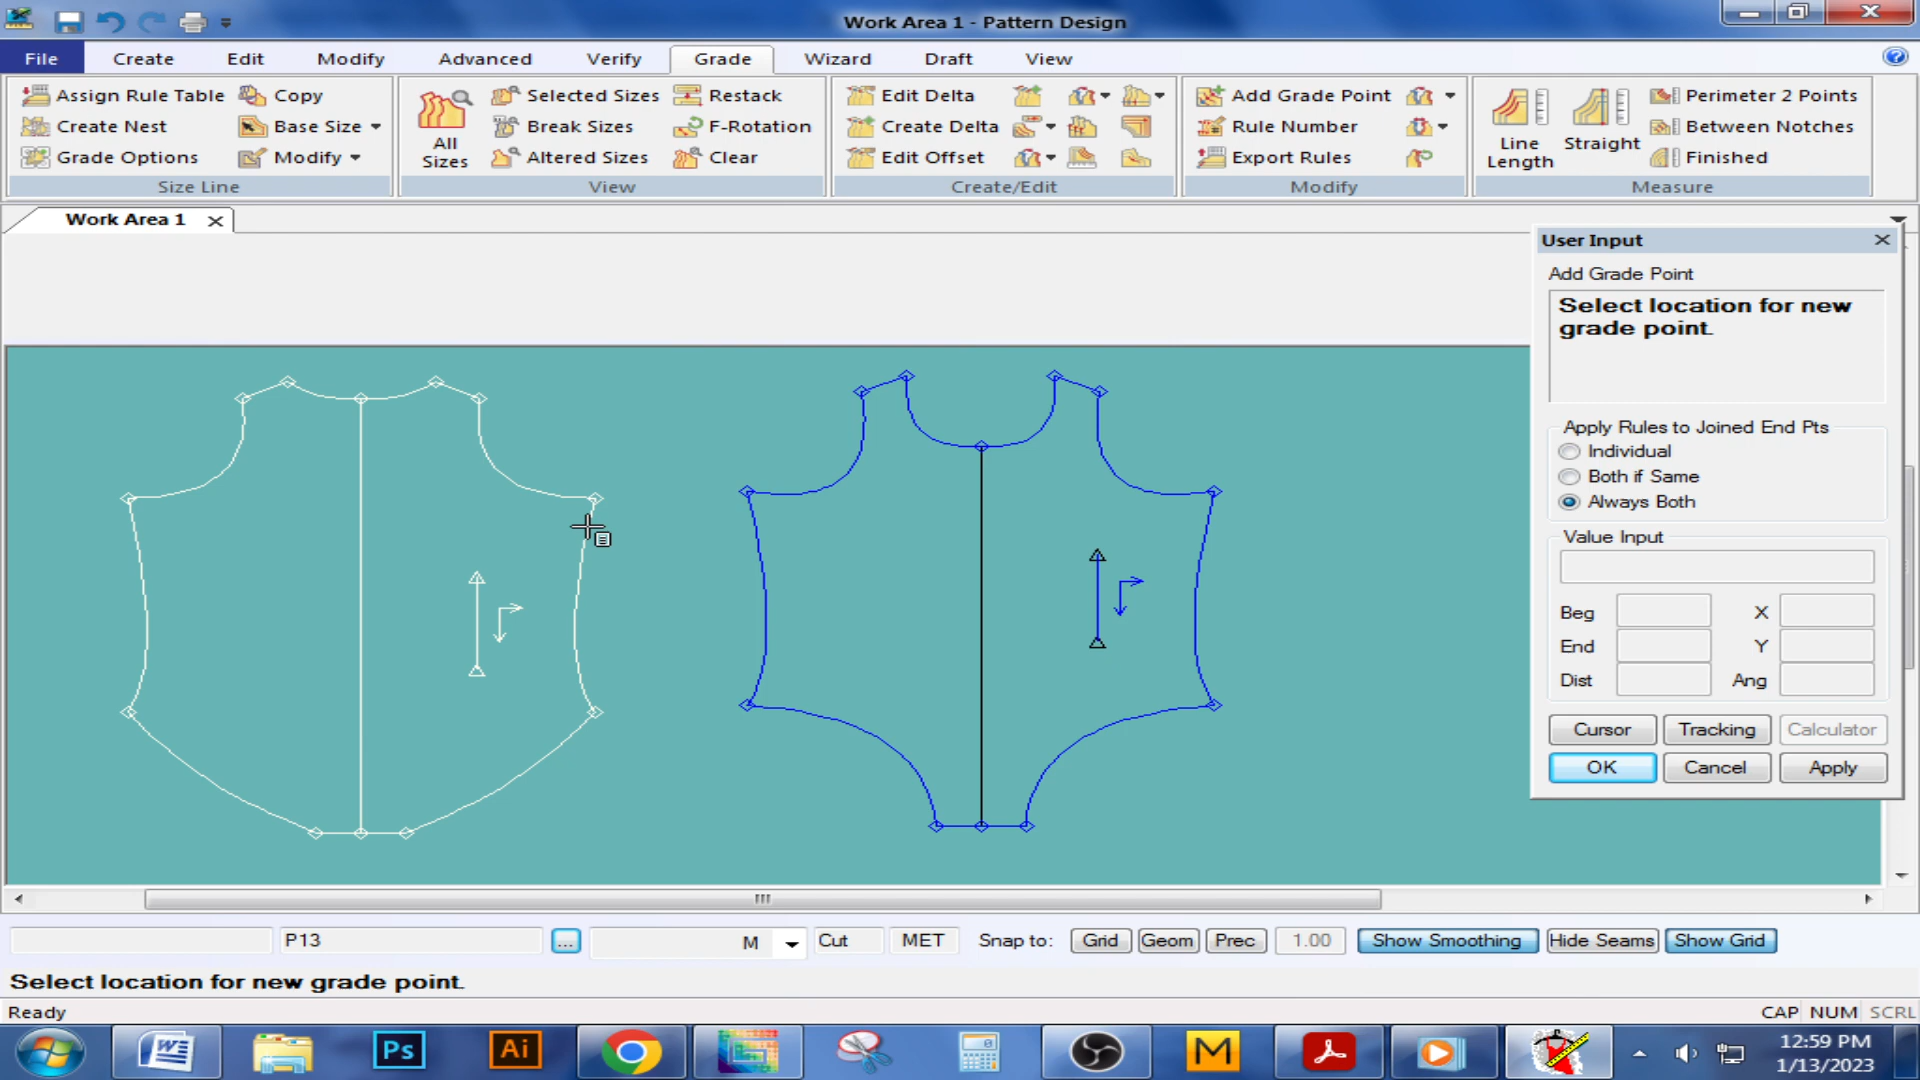 Work Area 1 - Pattern Design
File Create Edit Modify Advanced Verify Grade Wizard Draft View
Assign Rule Table Copy
Create Nest Base Size
Grade Options Modify
Size Line
All Sizes
Selected Sizes Restack
Break Sizes F-Rotation
Altered Sizes Clear
View
Edit Delta
Create Delta
Edit Offset
Create/Edit
Add Grade Point
Rule Number
Export Rules
Modify
Line Length
Straight
Perimeter 2 Points
Between Notches
Finished
Measure
Work Area 1
User Input
Add Grade Point
Select location for new
grade point.
Apply Rules to Joined End Pts
Individual
Both if Same
Always Both
Value Input
Beg X
End Y
Dist Ang
Cursor Tracking Calculator
OK Cancel Apply
P13 ... M Cut MET Snap to: Grid Geom Prec 1.00 Show Smoothing Hide Seams Show Grid
Select location for new grade point.
Ready
CAP NUM SCRL
Ps Ai M
12:59 PM
1/13/2023